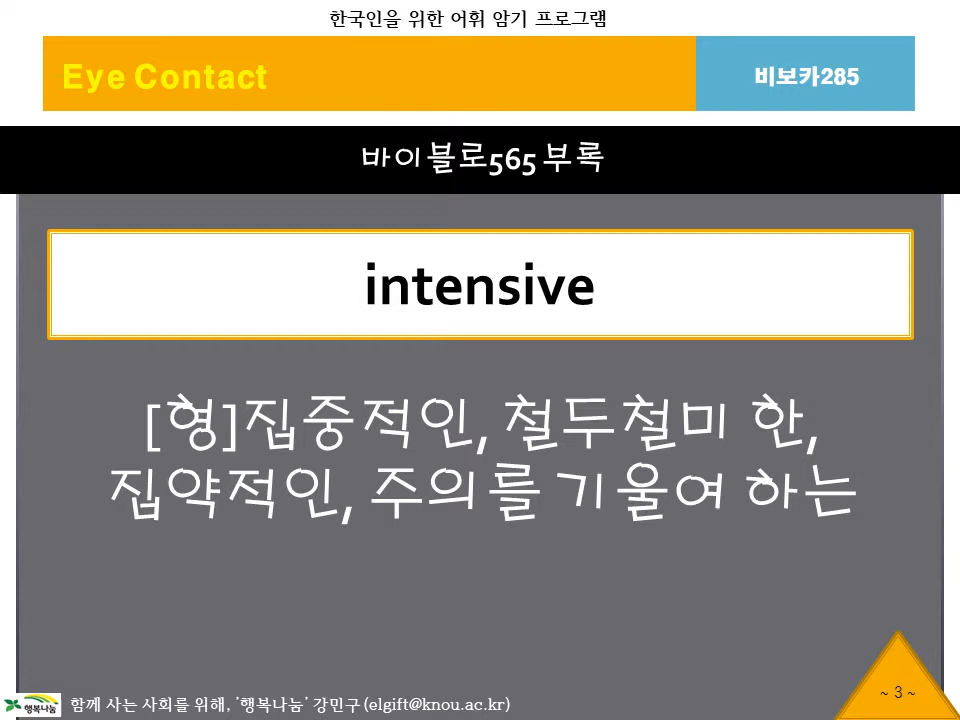 한국인을 위한 어휘 암기 프로그램
Eye Contact
비보카285
바이블로565 부록
intensive
[형]집중적인, 철두철미 한,
집약적인, 주의를 기울여 하는
~ 3 ~
행복나눔
함께 사는 사회를 위해, '행복나눔' 강민구 (elgift@knou.ac.kr)